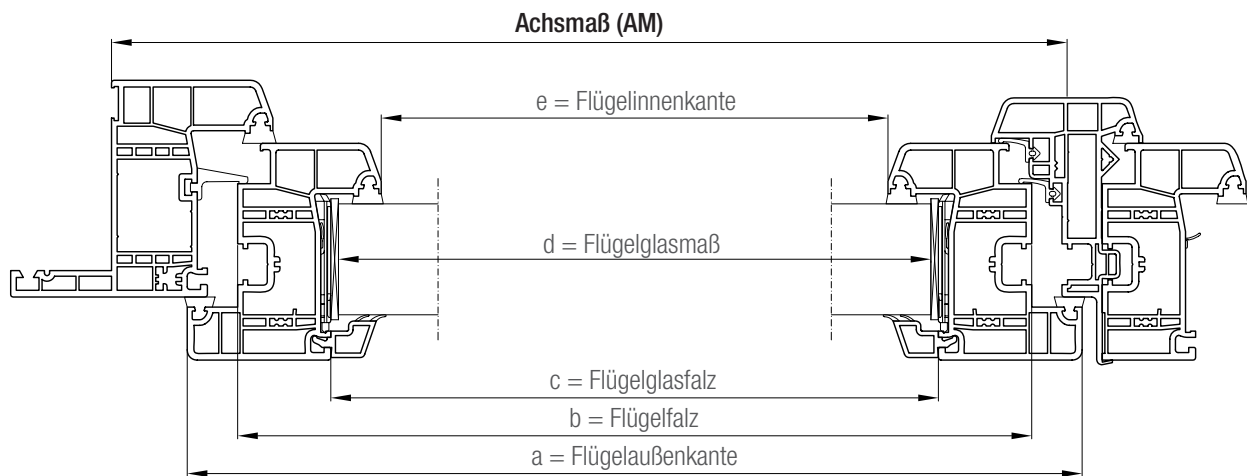 Achsmaß (AM)
e = Flügelinnenkante
d = Flügelglasmaß
c = Flügelglasfalz
b = Flügelfalz
a = Flügelaußenkante